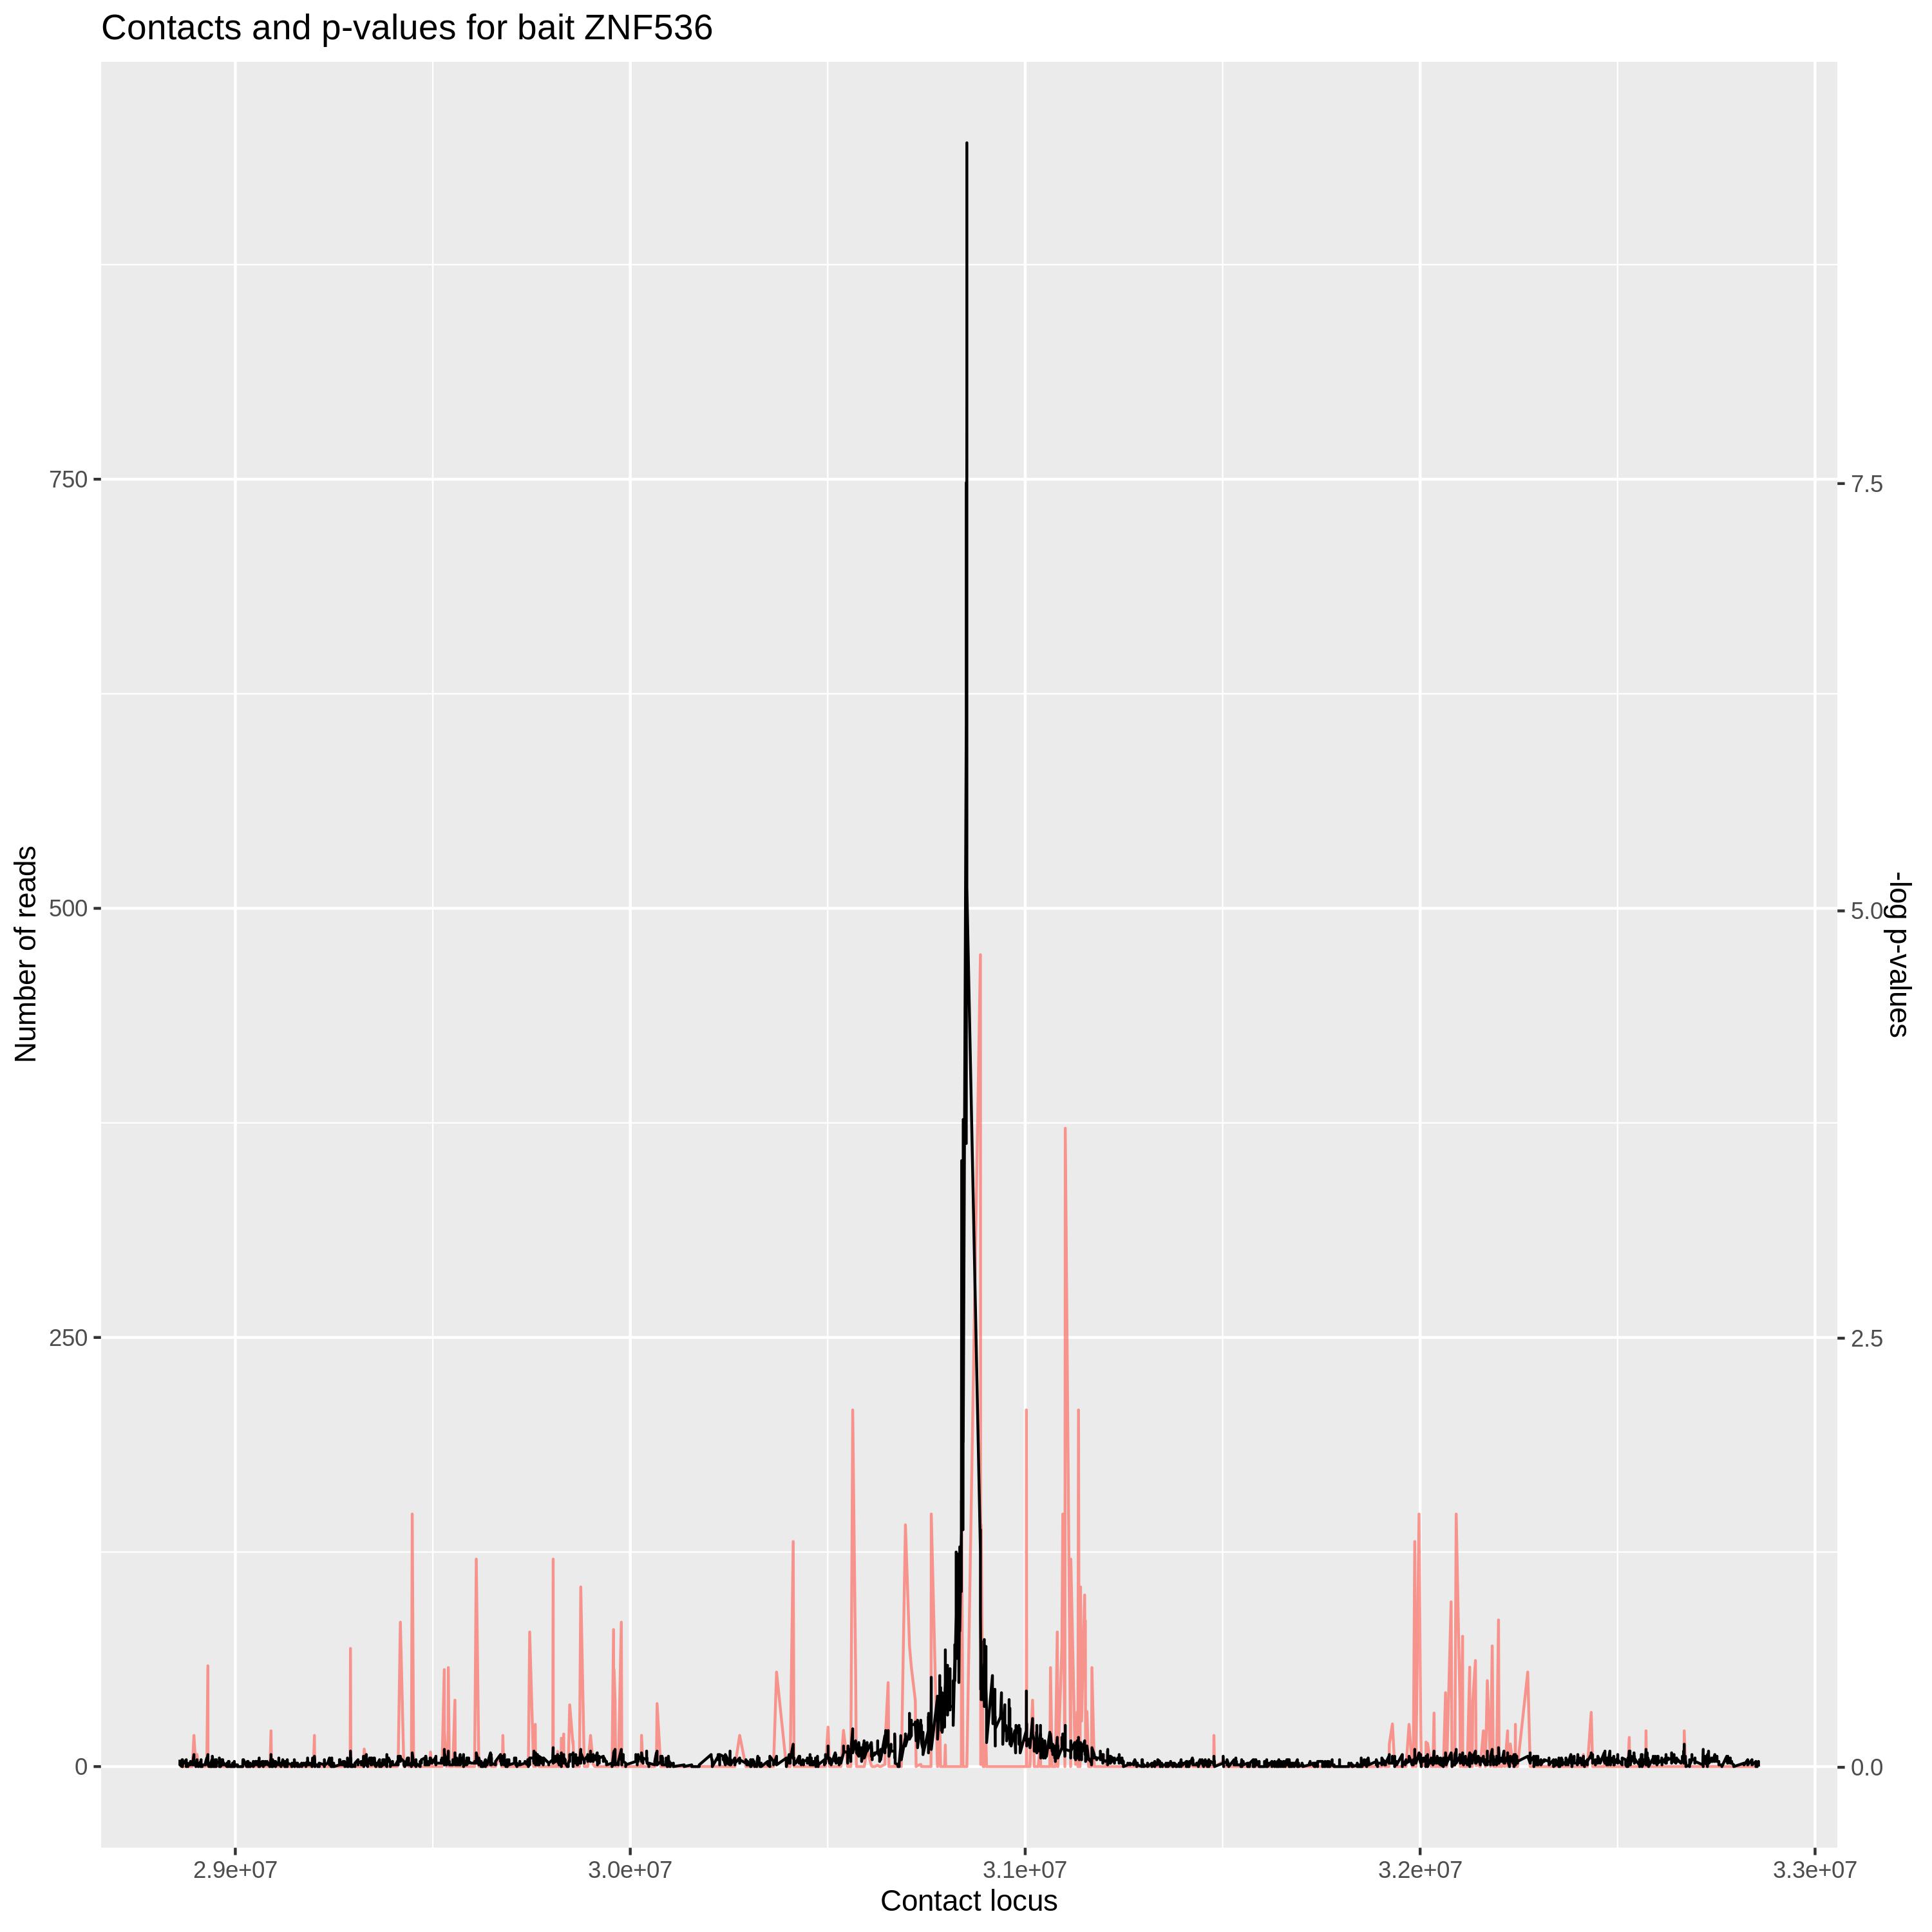 Contacts and p-values for bait ZNF536
Number of reads
750
500
250
0
7.5
5.0
2.5
0.0
-log p-values
2.9e+07
3.0e+07
3.1e+07
3.2e+07
3.3e+07
Contact locus